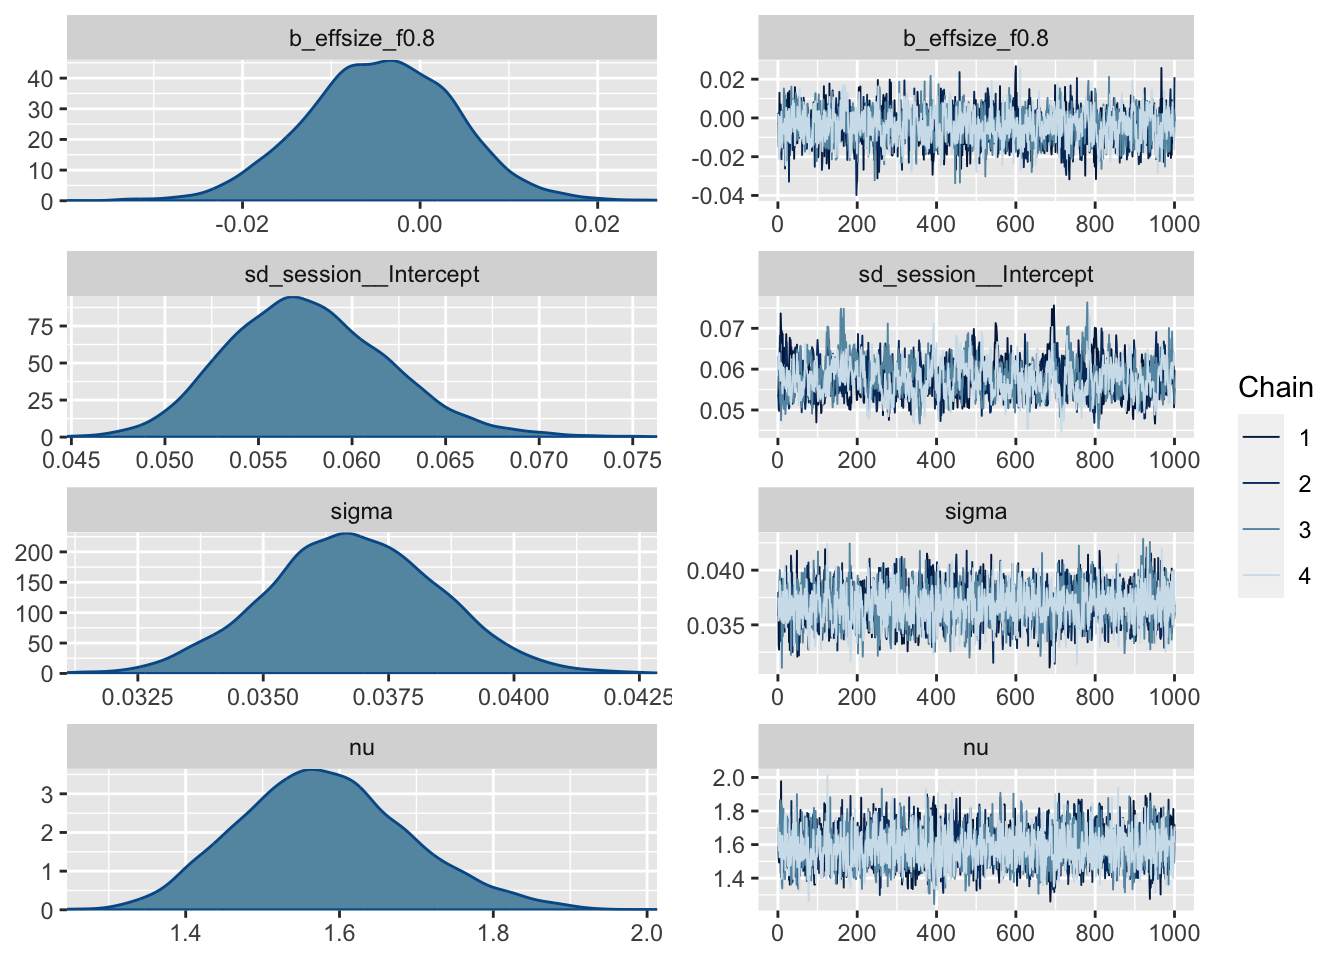 b_effsize_f0.8
b_effsize_f0.8
40
30
20
10
0
-0.02 0.00 0.02
0.02
0.00
-0.02
-0.04
0 200 400 600 800 1000
sd_session__Intercept
sd_session__Intercept
75
50
25
0
0.045 0.050 0.055 0.060 0.065 0.070 0.075
0.07
0.06
0.05
0 200 400 600 800 1000
sigma
sigma
200
150
100
50
0
0.0325 0.0350 0.0375 0.0400 0.0425
0.040
0.035
0 200 400 600 800 1000
nu
nu
3
2
1
0
1.4 1.6 1.8 2.0
2.0
1.8
1.6
1.4
0 200 400 600 800 1000
Chain
1
2
3
4